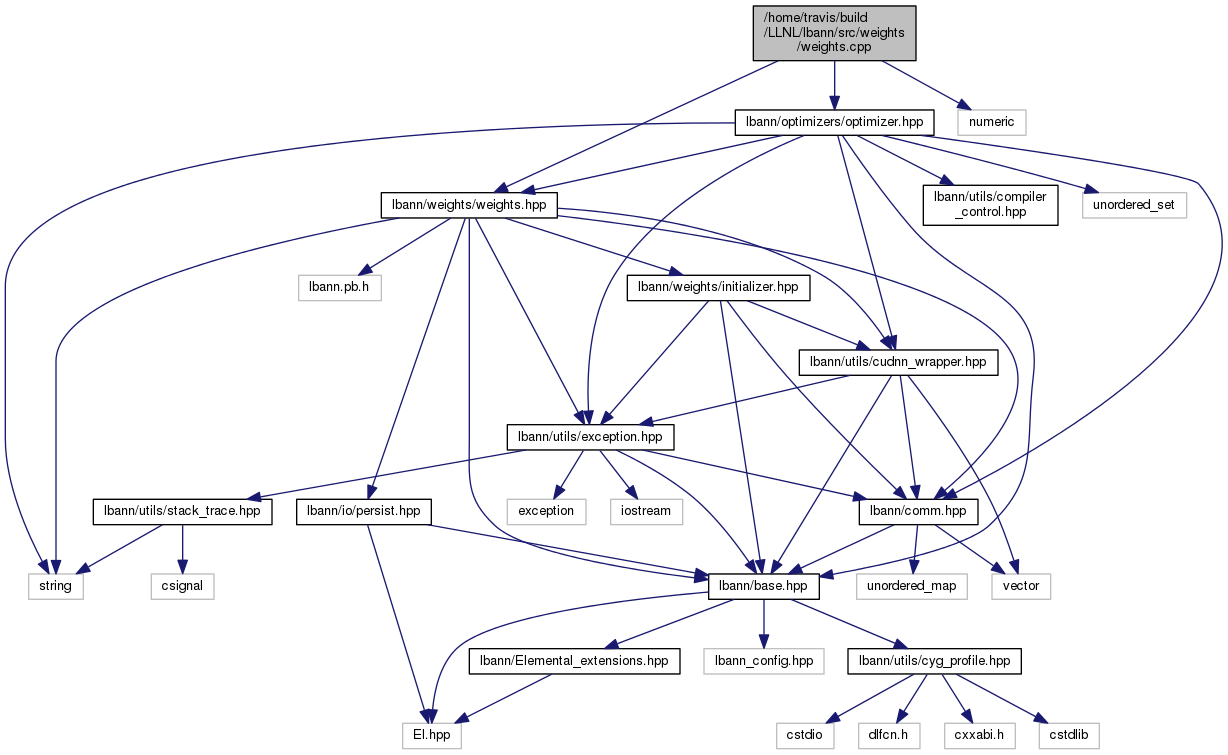 /home/travis/build
/LLNL/lbann/src/weights
/weights.cpp
lbann/optimizers/optimizer.hpp
numeric
lbann/weights/weights.hpp
lbann/utils/compiler
_control.hpp
unordered_set
lbann.pb.h
lbann/weights/initializer.hpp
lbann/utils/cudnn_wrapper.hpp
lbann/utils/exception.hpp
lbann/utils/stack_trace.hpp
lbann/io/persist.hpp
exception
iostream
lbann/comm.hpp
string
csignal
lbann/base.hpp
unordered_map
vector
lbann/Elemental_extensions.hpp
lbann_config.hpp
lbann/utils/cyg_profile.hpp
El.hpp
cstdio
dlfcn.h
cxxabi.h
cstdlib